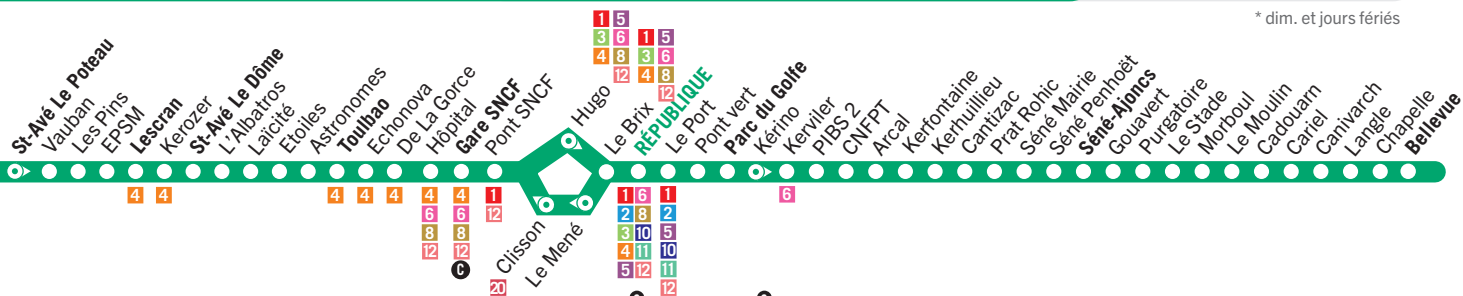 * dim. et jours fériés
1 5
3 6
4 8
12
1 5
3 6
4 8
12
St-Avé Le Poteau
Vauban
Les Pins
EPSM
Lescran
Kerozer
St-Avé Le Dôme
L'Albatros
Laïcité
Etoiles
Astronomes
Toulbao
Echonova
De La Gorce
Hôpital
Gare SNCF
Pont SNCF
Hugo
Clisson
Le Mené
Le Brix
RÉPUBLIQUE
Le Port
Pont vert
Parc du Golfe
Kérino
Kervilier
PIBS 2
CNFPT
Arcal
Kerfontaine
Kerhuillieu
Cantizac
Prat Rohic
Séné Mairie
Séné Penhoët
Séné-Ajoncs
Gouavert
Purgatoire
Le Stade
Morboul
Le Moulin
Cadouarn
Cariel
Canivarch
Langle
Chapelle
Bellevue
4
4
4
4
4
4
6
8
12
4
6
8
12
C
1
12
20
1 6
2 8
3 10
4 11
5 12
1
2
5
10
11
12
6